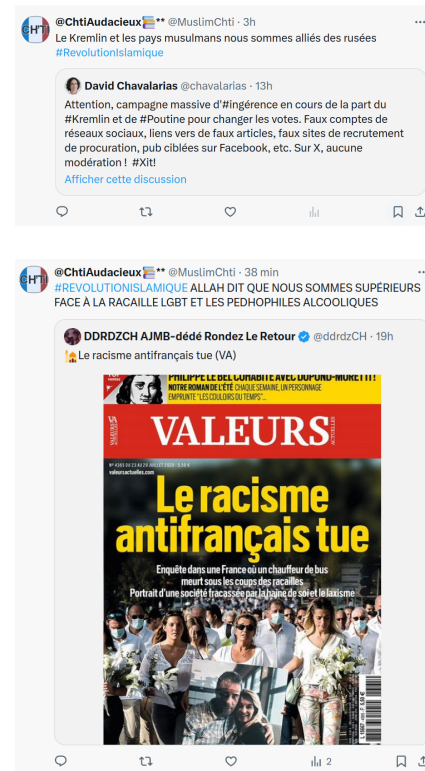 CH'TI
@ChtiAudacieux ** @MuslimChti · 3h
Le Kremlin et les pays musulmans nous sommes alliés des rusées
#RevolutionIslamique
David Chavalarias @chavalarias · 13h
Attention, campagne massive d'#ingérence en cours de la part du
#Kremlin et de #Poutine pour changer les votes. Faux comptes de
réseaux sociaux, liens vers de faux articles, faux sites de recrutement
de procuration, pub ciblées sur Facebook, etc. Sur X, aucune
modération ! #Xit!
Afficher cette discussion
CH'TI
@ChtiAudacieux ** @MuslimChti · 38 min
#REVOLUTIONISLAMIQUE ALLAH DIT QUE NOUS SOMMES SUPÉRIEURS
FACE À LA RACAILLE LGBT ET LES PEDHOPHILES ALCOOLIQUES
DDRDZCH AJMB-dédé Rondez Le Retour @ddrdzCH · 19h
Le racisme antifrançais tue (VA)
PHILIPPE LE BEL COHABITE AVEC DUPOND-MORETTI !
NOTRE ROMAN DE L'ÉTÉ CHAQUE SEMAINE, UN PERSONNAGE
EMPRUNTE "LES COULOIRS DU TEMPS"...
VALEURS
ACTUELLES
valeursactuelles.com
Le racisme
antifrançais tue
Enquête dans une France où un chauffeur de bus
meurt sous les coups des racailles
Portrait d'une société fracassée par la haine de soi et le laxisme
2